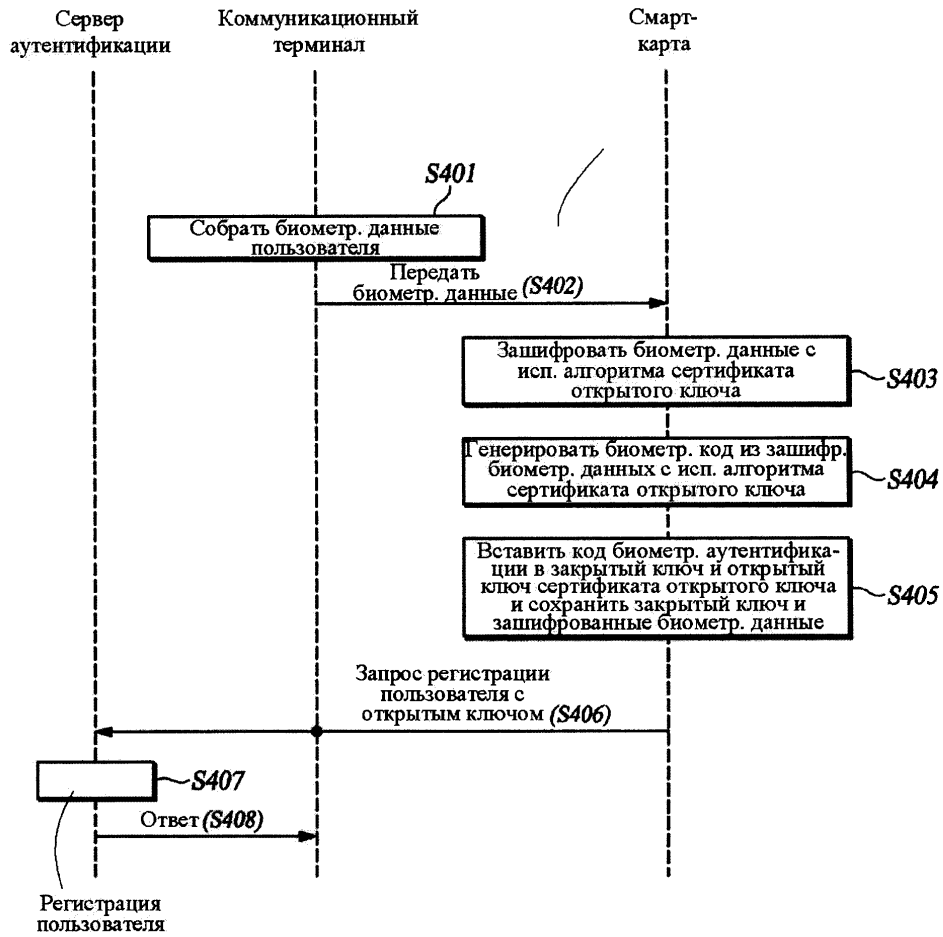 Сервер
аутентификации
Коммуникационный
терминал
Смарт-
карта
S401
Собрать биометр. данные
пользователя
Передать
биометр. данные (S402)
Зашифровать биометр. данные с
исп. алгоритма сертификата
открытого ключа
S403
Генерировать биометр. код из зашифр.
биометр. данных с исп. алгоритма
сертификата открытого ключа
S404
Вставить код биометр. аутентифика-
ции в закрытый ключ и открытый
ключ сертификата открытого ключа
и сохранить закрытый ключ и
зашифрованные биометр. данные
S405
Запрос регистрации
пользователя с
открытым ключом (S406)
S407
Ответ (S408)
Регистрация
пользователя